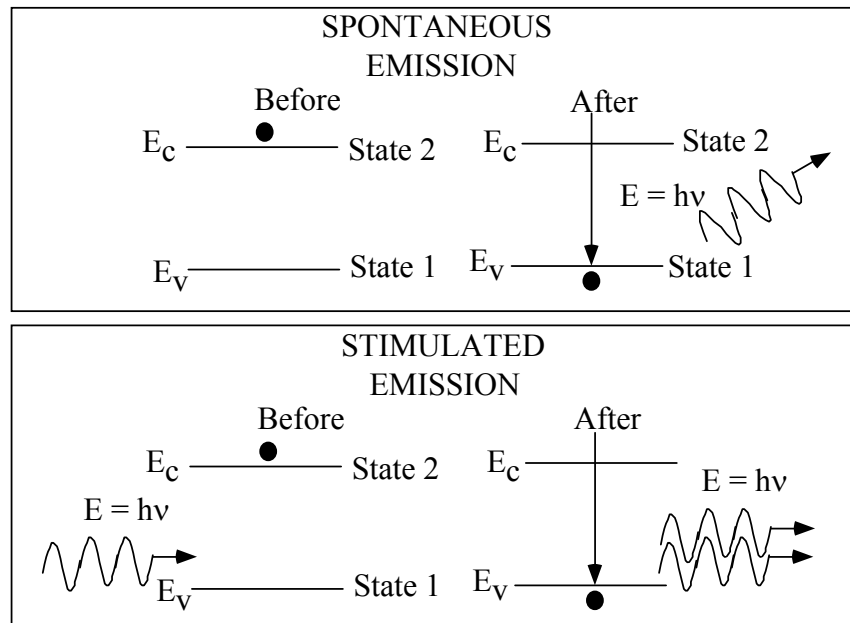 SPONTANEOUS
EMISSION
Before
After
Ec
State 2
Ec
State 2
E = hν
Ev
State 1
Ev
State 1
STIMULATED
EMISSION
Before
After
Ec
State 2
Ec
E = hν
E = hν
Ev
State 1
Ev